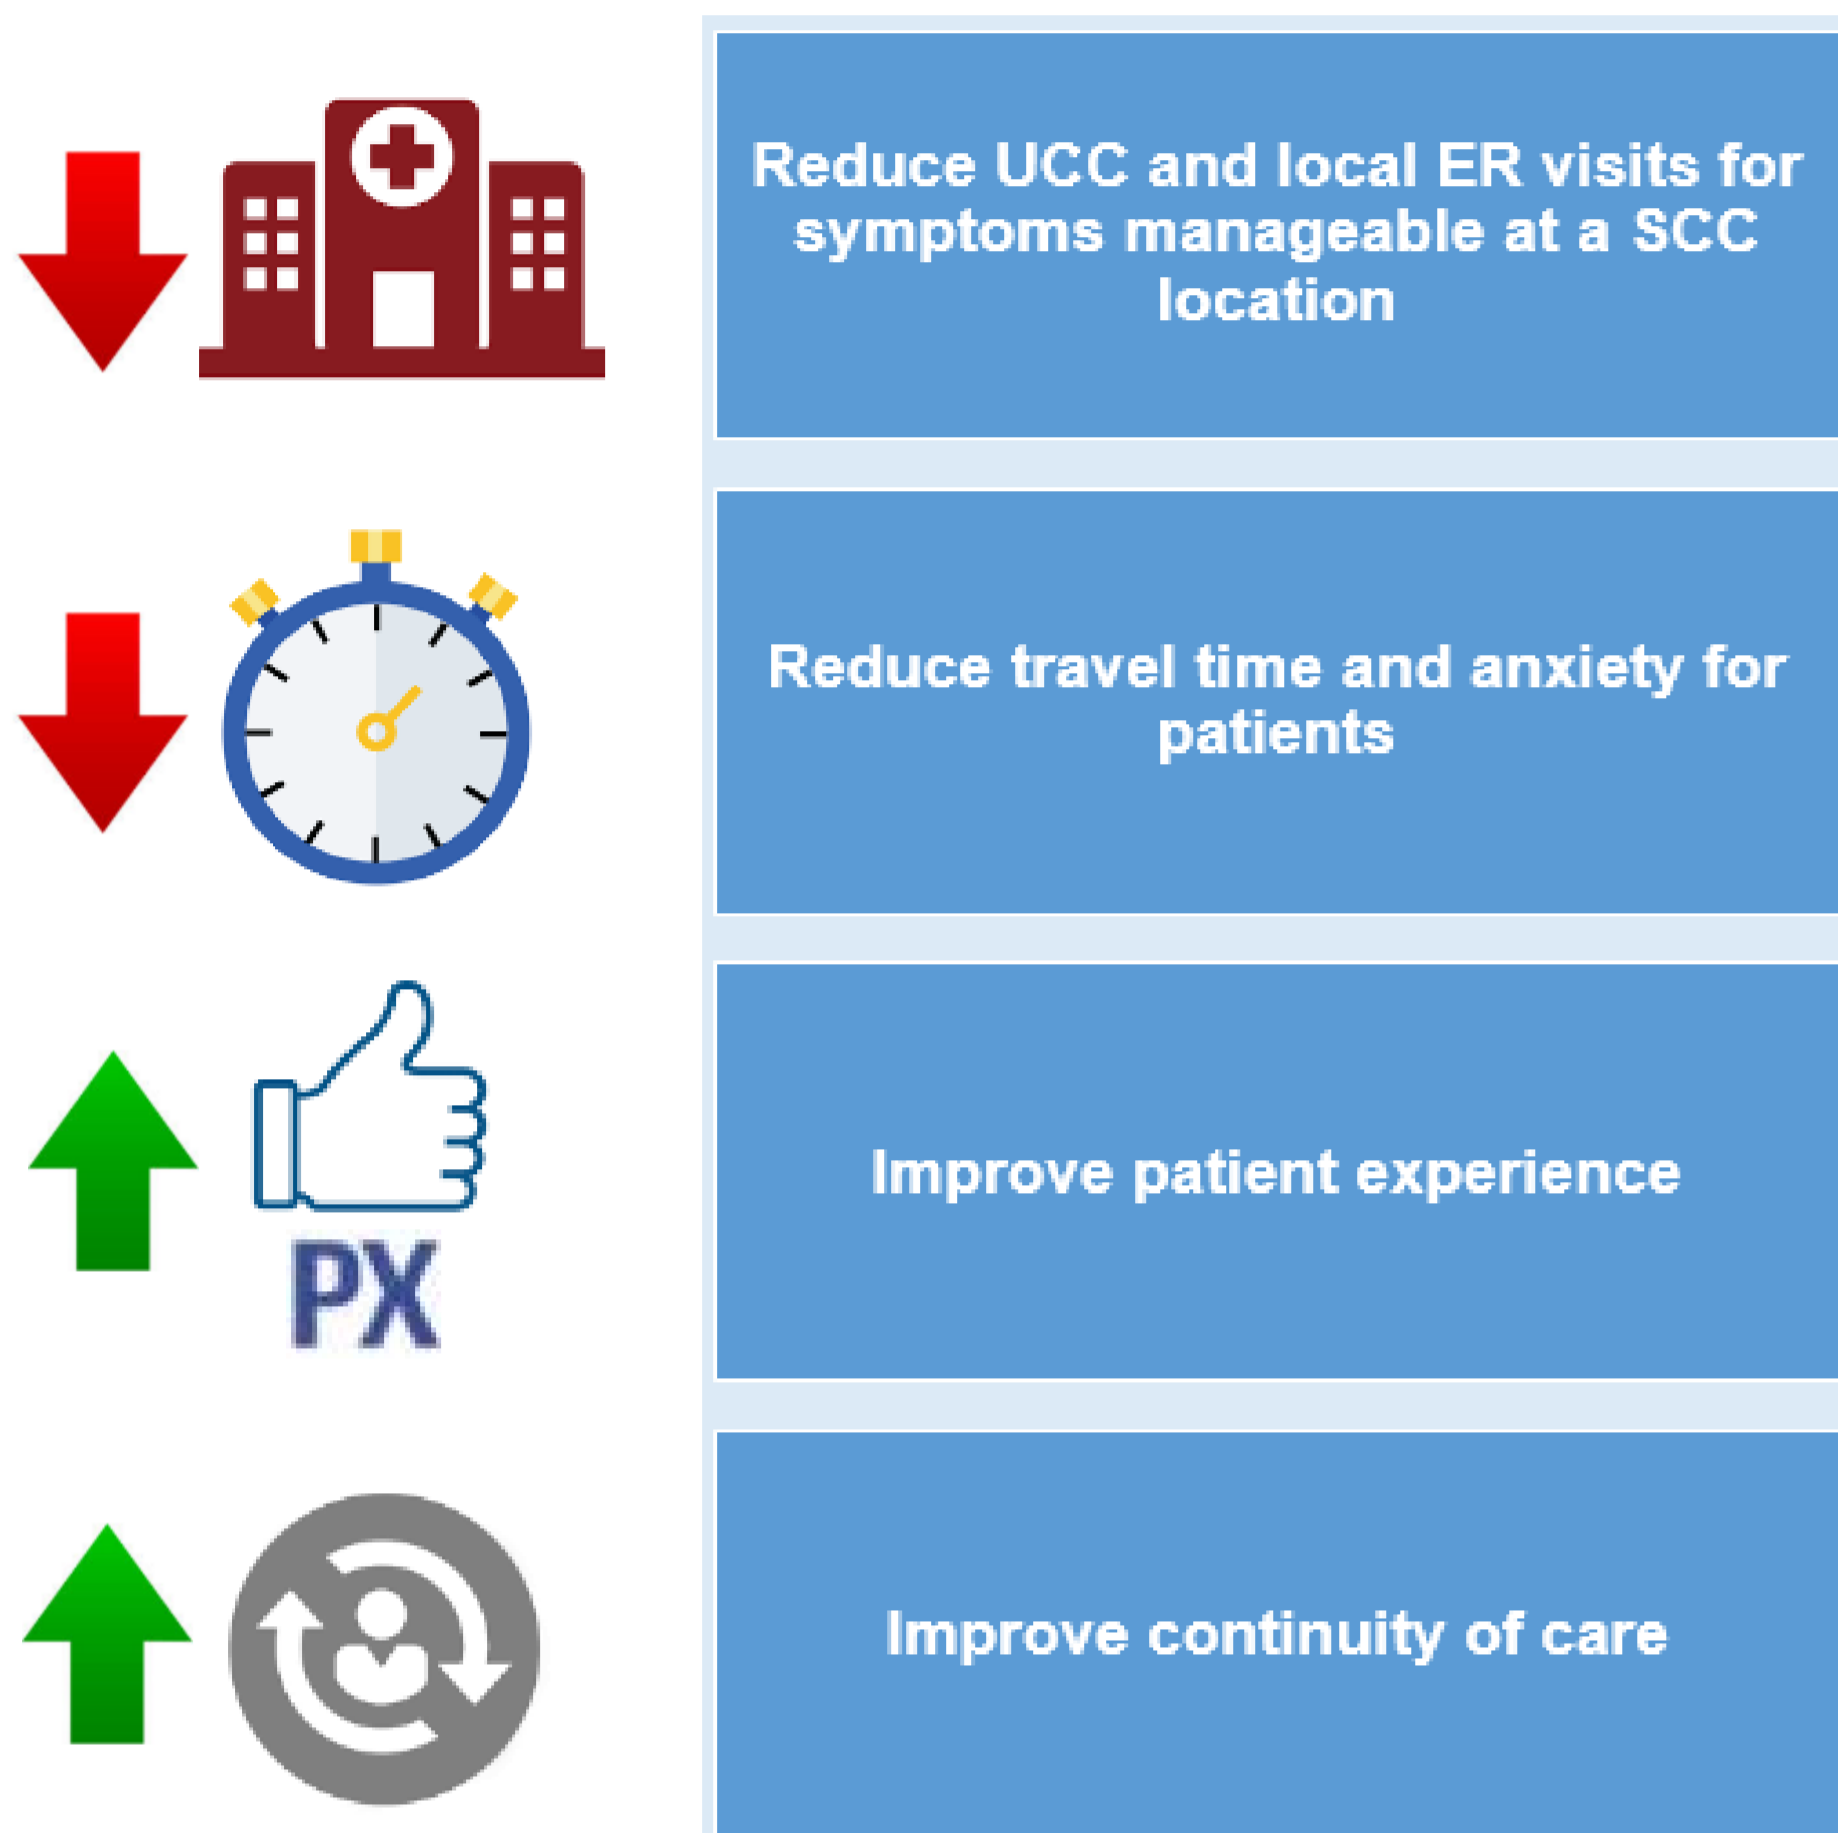 Reduce UCC and local ER visits for
symptoms manageable at a SCC
location
Reduce travel time and anxiety for
patients
PX
Improve patient experience
Improve continuity of care